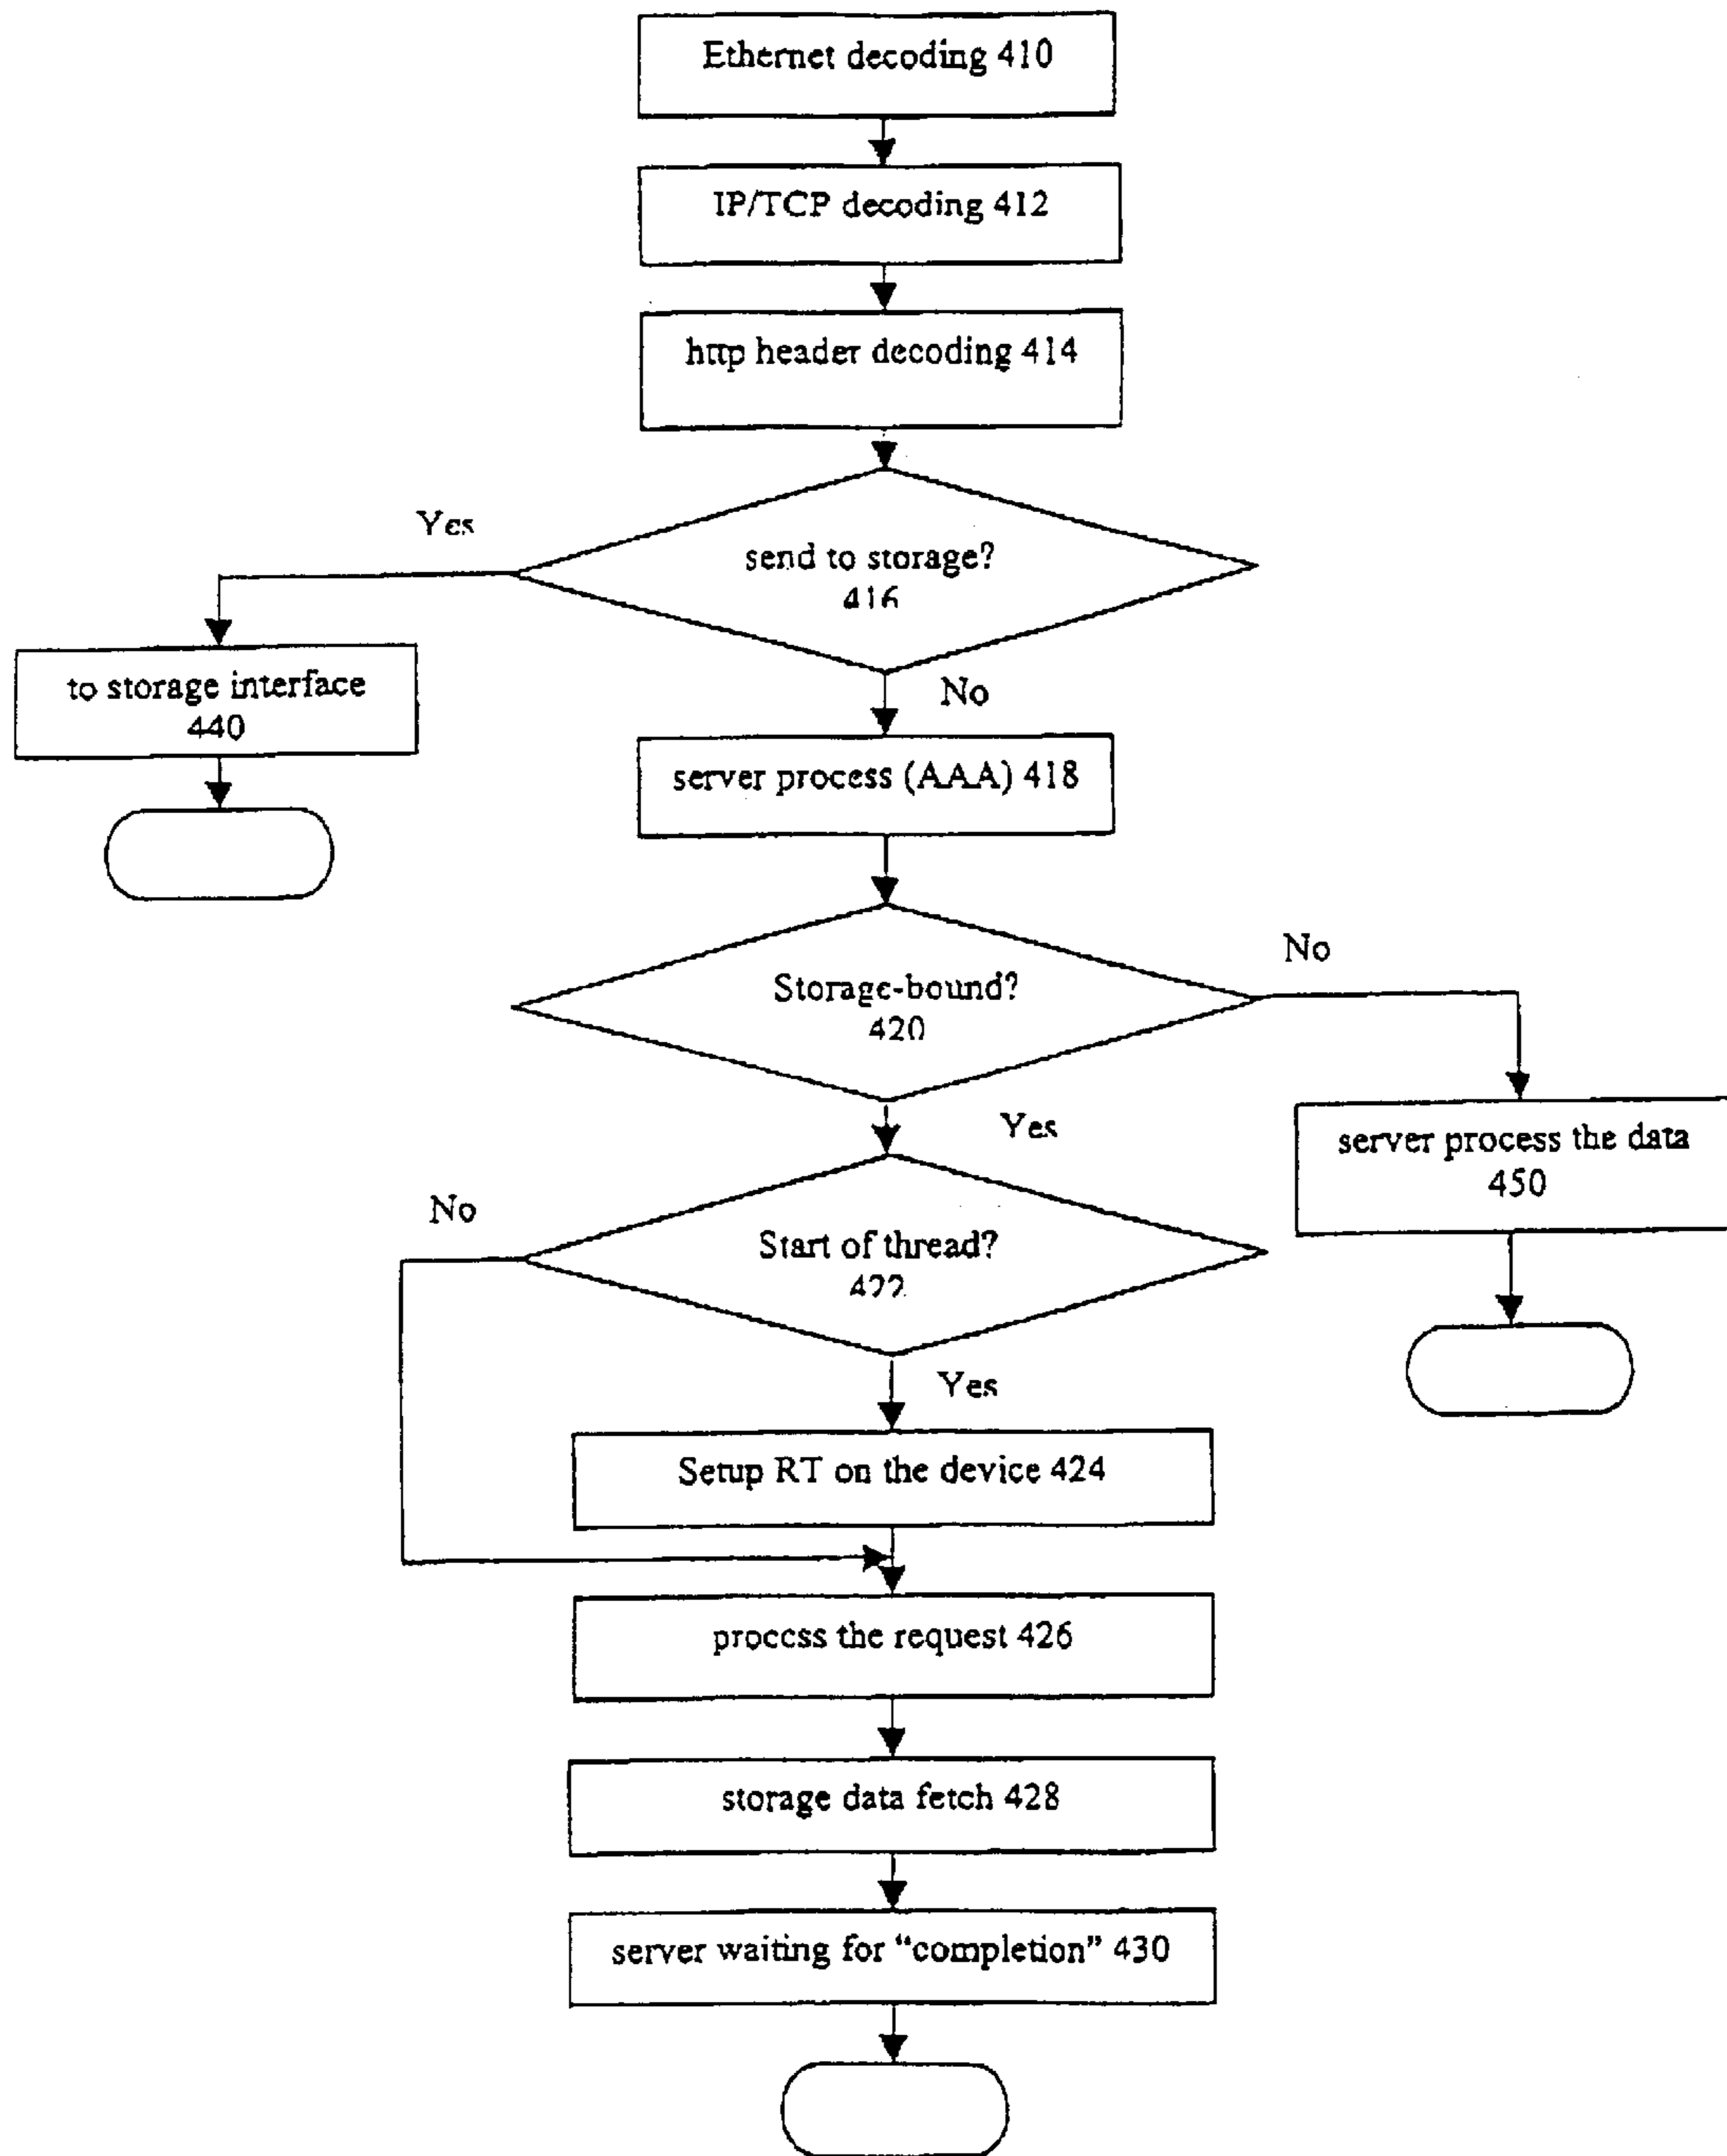 Ethernet decoding 410
IP/TCP decoding 412
http header decoding 414
Yes
send to storage?
416
to storage interface
440
No
server process (AAA) 418
No
Storage-bound?
420
Yes
server process the data
450
No
Start of thread?
422
Yes
Setup RT on the device 424
process the request 426
storage data fetch 428
server waiting for “completion” 430